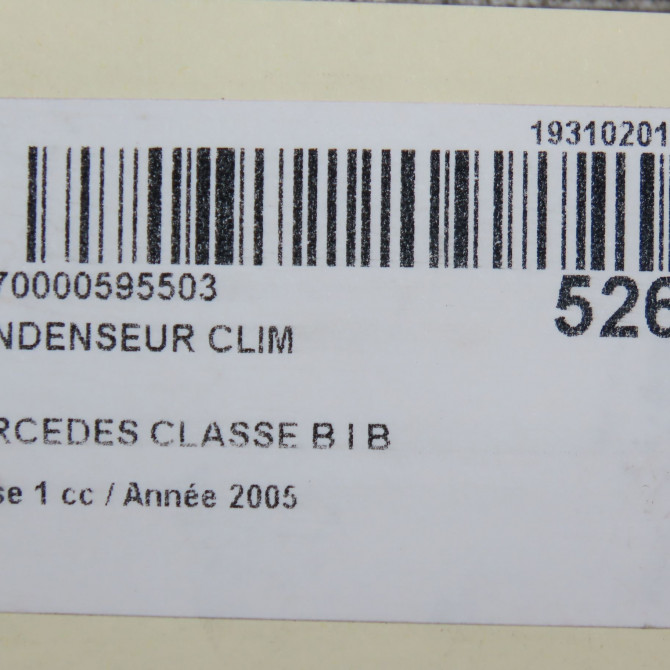 19310201
70000595503
526
NDENSEUR CLIM
RCEDES CLASSE B I B
se 1 cc / Année 2005